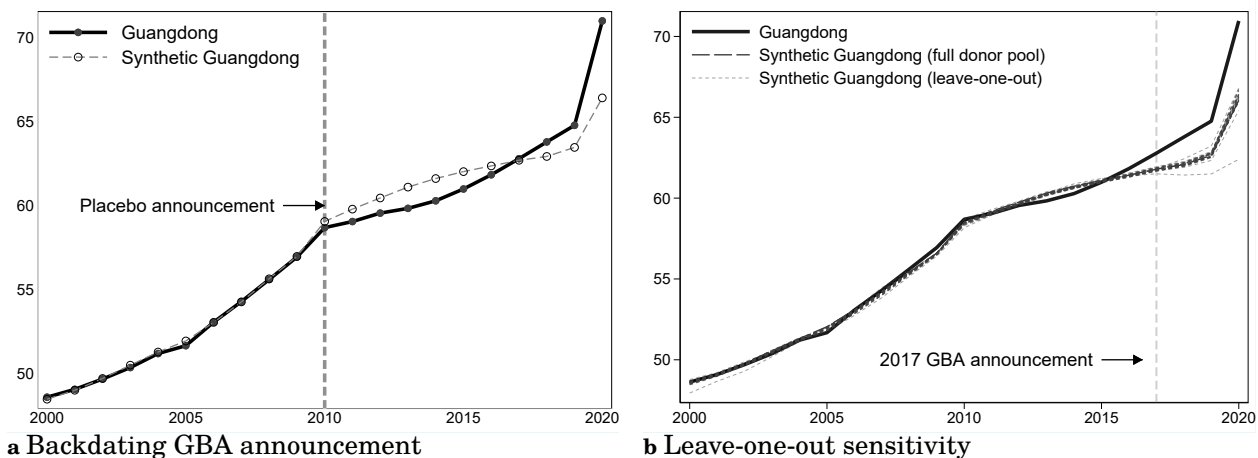 70
65
60
55
50
Guangdong
Synthetic Guangdong
Placebo announcement
2000
2005
2010
2015
2020
a Backdating GBA announcement
70
65
60
55
50
Guangdong
Synthetic Guangdong (full donor pool)
Synthetic Guangdong (leave-one-out)
2017 GBA announcement
2000
2005
2010
2015
2020
b Leave-one-out sensitivity